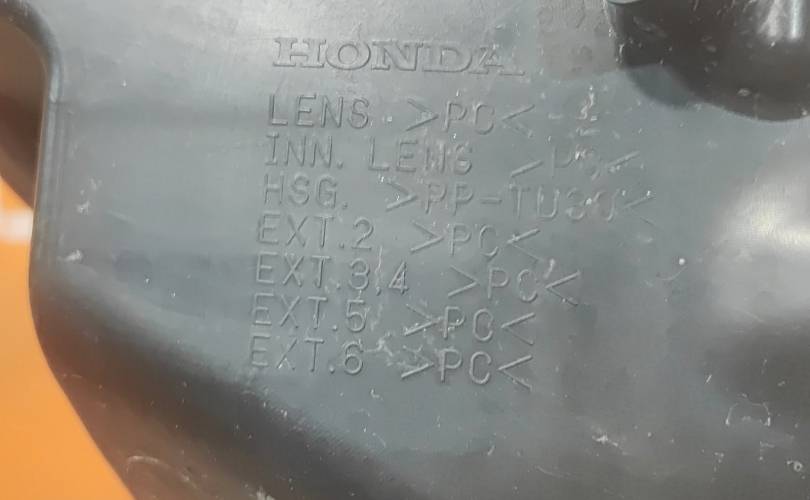 HONDA
LENS >PC<
INN. LENS >PC<
HSG. >PP-TD30<
EXT.2 >PC<
EXT.3,4 >PC<
EXT.5 >PC<
EXT.6 >PC<